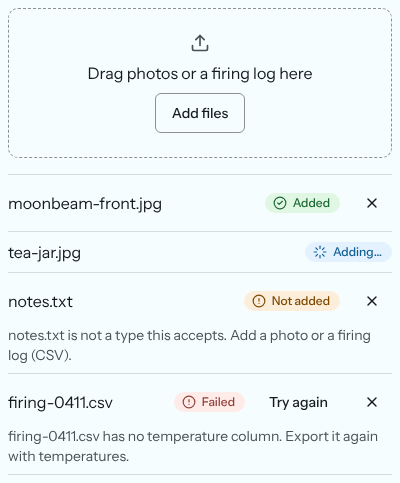 Drag photos or a firing log here
Add files
moonbeam-front.jpg Added
tea-jar.jpg Adding...
notes.txt Not added
notes.txt is not a type this accepts. Add a photo or a firing
log (CSV).
firing-0411.csv Failed Try again
firing-0411.csv has no temperature column. Export it again
with temperatures.